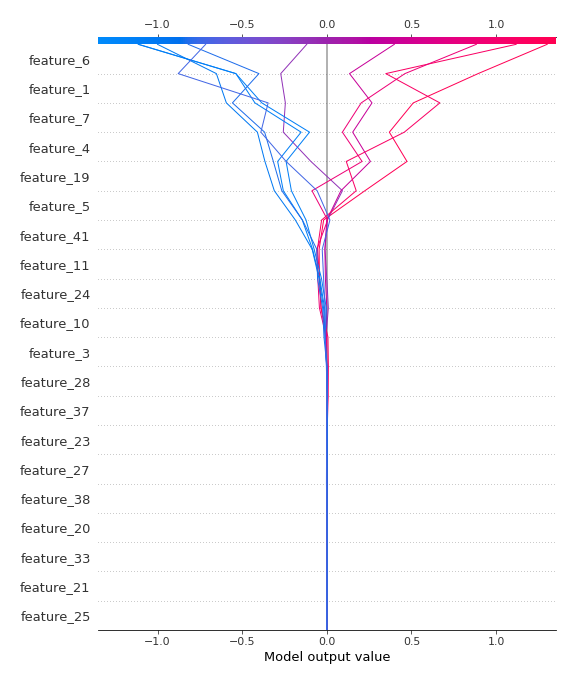 −1.0 −0.5 0.0 0.5 1.0
feature_6
feature_1
feature_7
feature_4
feature_19
feature_5
feature_41
feature_11
feature_24
feature_10
feature_3
feature_28
feature_37
feature_23
feature_27
feature_38
feature_20
feature_33
feature_21
feature_25
−1.0 −0.5 0.0 0.5 1.0
Model output value